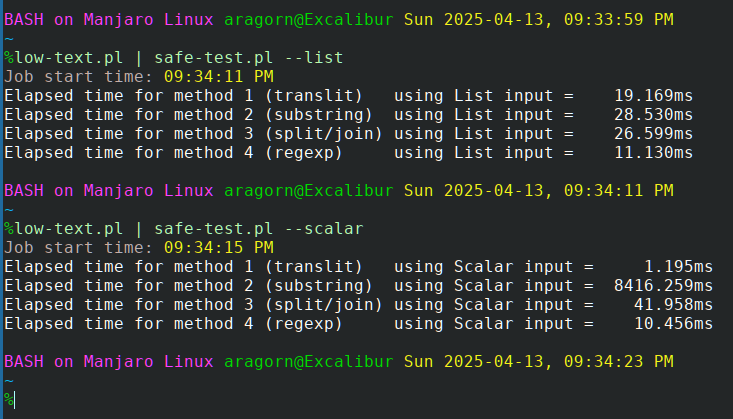 BASH on Manjaro Linux aragorn@Excalibur Sun 2025-04-13, 09:33:59 PM
~
%low-text.pl | safe-test.pl --list
Job start time: 09:34:11 PM
Elapsed time for method 1 (translit)   using List input =    19.169ms
Elapsed time for method 2 (substring)  using List input =    28.530ms
Elapsed time for method 3 (split/join) using List input =    26.599ms
Elapsed time for method 4 (regexp)     using List input =    11.130ms
BASH on Manjaro Linux aragorn@Excalibur Sun 2025-04-13, 09:34:11 PM
~
%low-text.pl | safe-test.pl --scalar
Job start time: 09:34:15 PM
Elapsed time for method 1 (translit)   using Scalar input =     1.195ms
Elapsed time for method 2 (substring)  using Scalar input =  8416.259ms
Elapsed time for method 3 (split/join) using Scalar input =    41.958ms
Elapsed time for method 4 (regexp)     using Scalar input =    10.456ms
BASH on Manjaro Linux aragorn@Excalibur Sun 2025-04-13, 09:34:23 PM
~
%